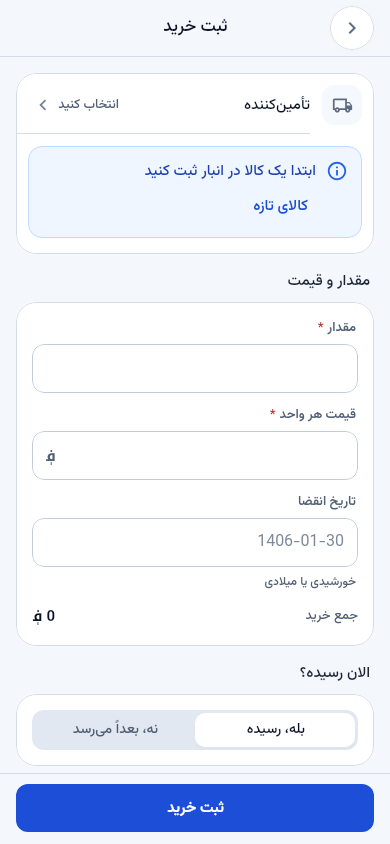 ثبت خرید
تأمین‌کننده
انتخاب کنید
ابتدا یک کالا در انبار ثبت کنید
کالای تازه
مقدار و قیمت
مقدار *
قیمت هر واحد *
؋
تاریخ انقضا
1406-01-30
خورشیدی یا میلادی
جمع خرید
0 ؋
الان رسیده؟
بله، رسیده
نه، بعداً می‌رسد
ثبت خرید